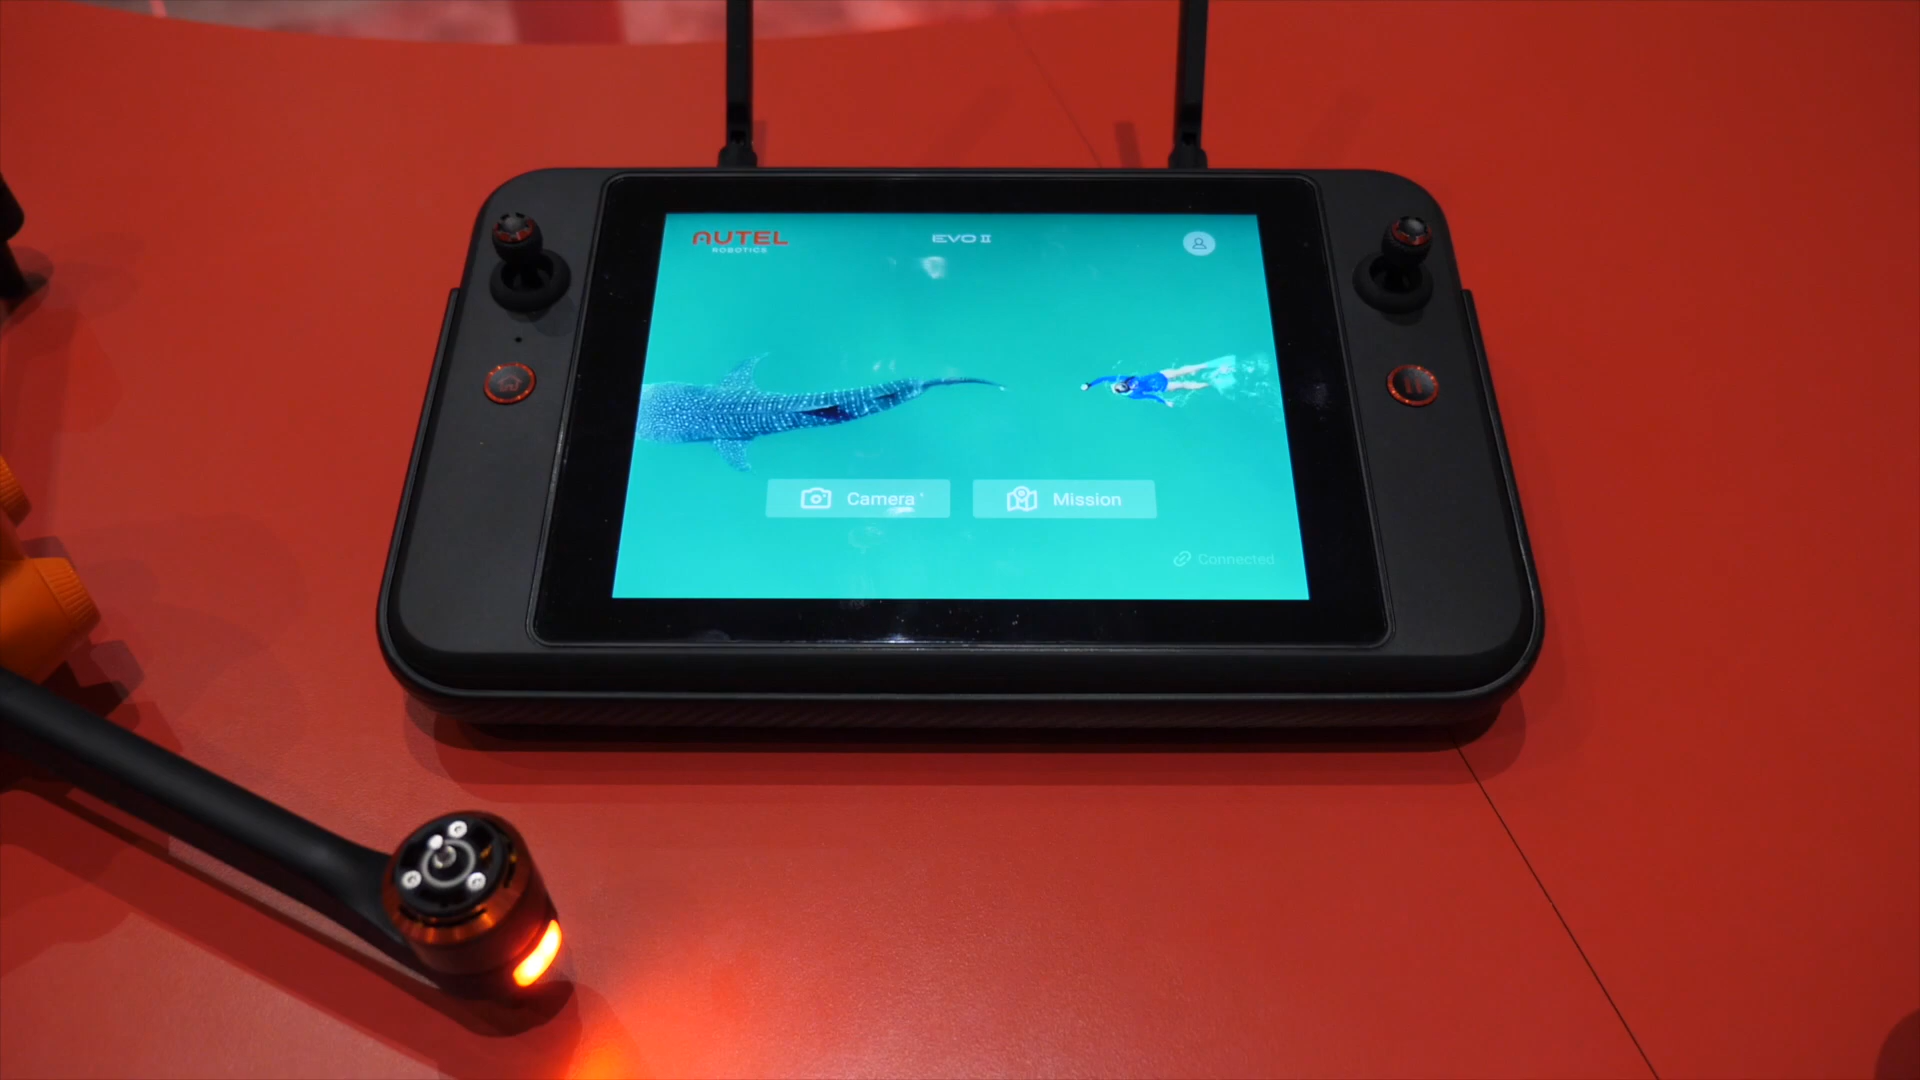 AUTEL
ROBOTICS
EVO II
Camera
Mission
Connected